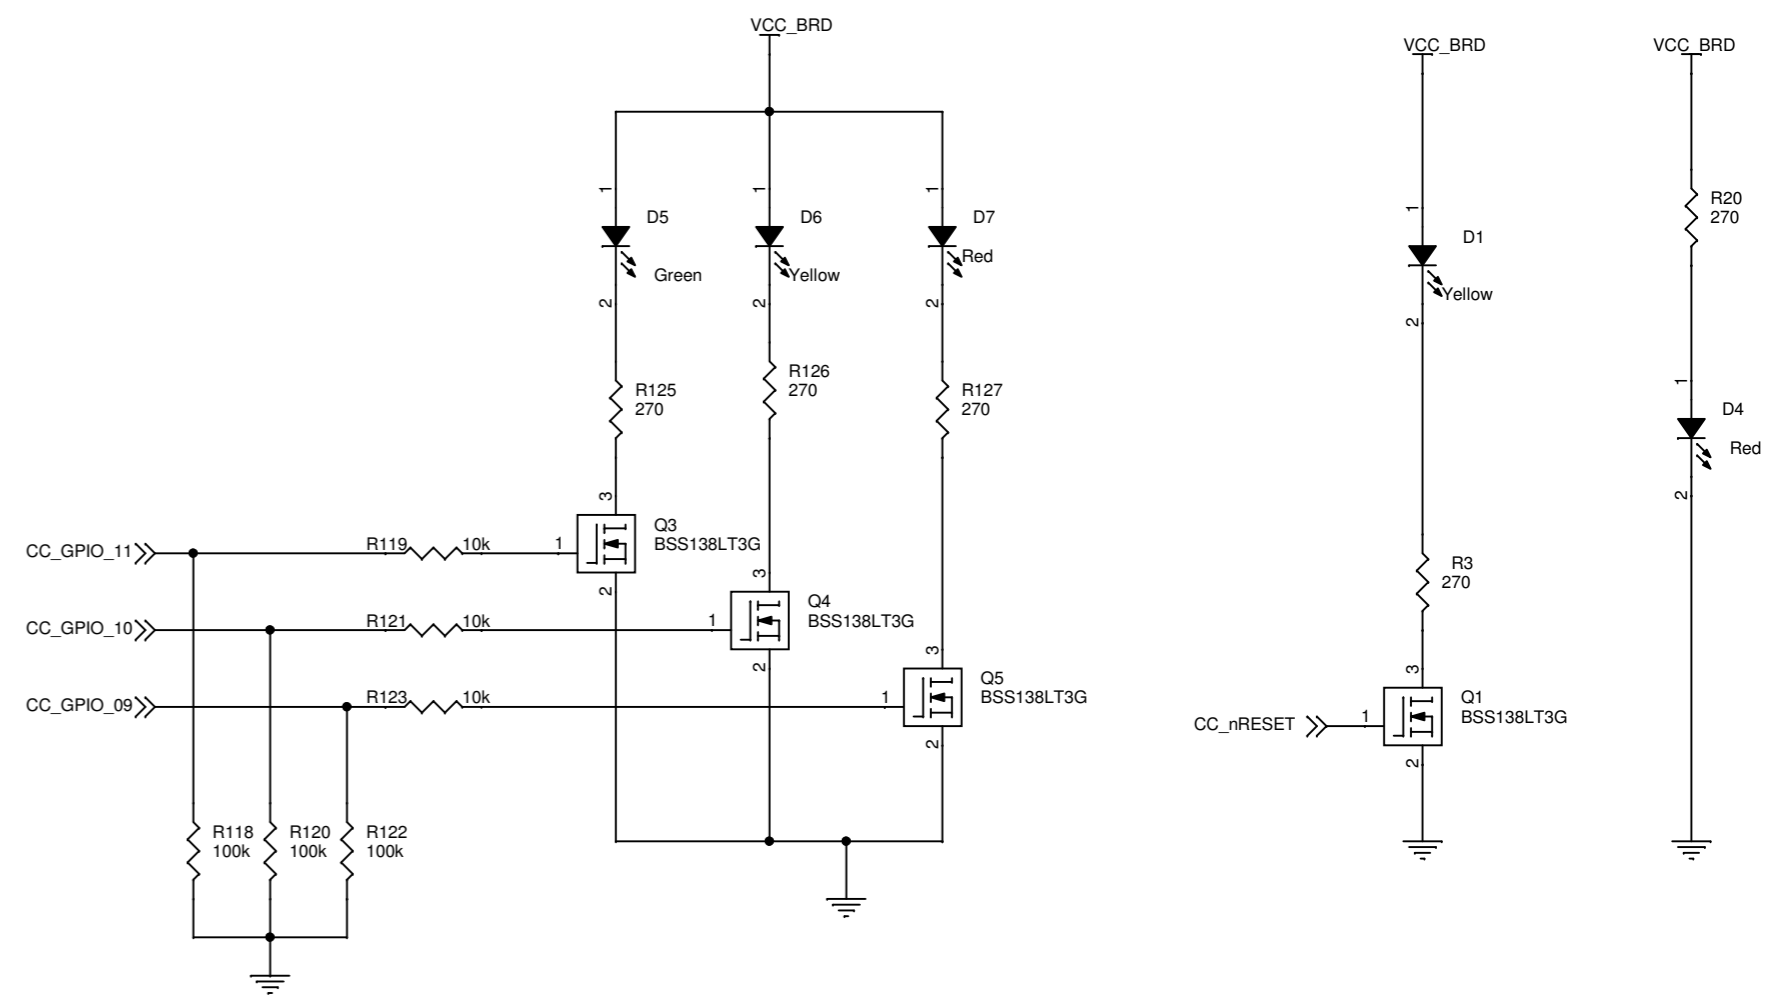 VCC_BRD
VCC_BRD
VCC_BRD
1
1
1
D5
D6
D7
Green
Yellow
Red
2
2
2
R125
270
R126
270
R127
270
1
D1
Yellow
2
R20
270
1
D4
Red
2
3
Q3
BSS138LT3G
CC_GPIO_11
R119
10k
1
2
3
Q4
BSS138LT3G
CC_GPIO_10
R121
10k
1
2
3
Q5
BSS138LT3G
CC_GPIO_09
R123
10k
1
2
R3
270
3
Q1
BSS138LT3G
CC_nRESET
1
2
R118
100k
R120
100k
R122
100k